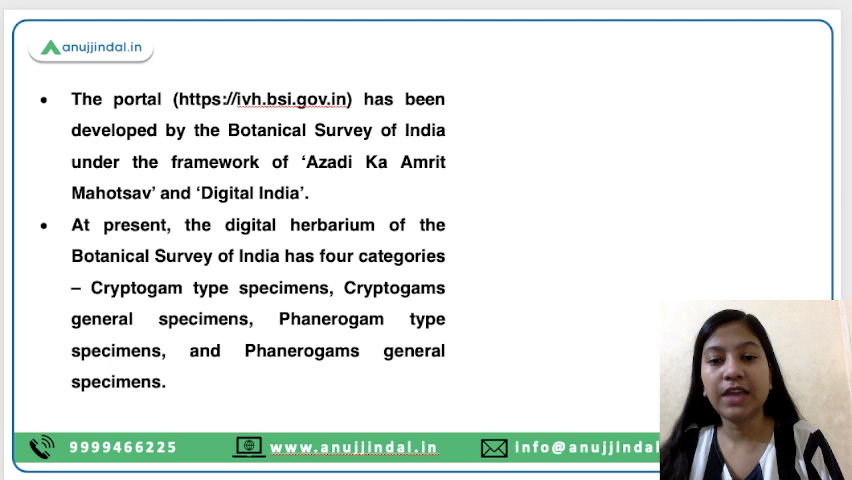 anujjindal.in
• The portal (https://ivh.bsi.gov.in) has been
developed by the Botanical Survey of India
under the framework of ‘Azadi Ka Amrit
Mahotsav’ and ‘Digital India’.
• At present, the digital herbarium of the
Botanical Survey of India has four categories
– Cryptogam type specimens, Cryptogams
general specimens, Phanerogam type
specimens, and Phanerogams general
specimens.
9999466225 www.anujjindal.in info@anujjindal